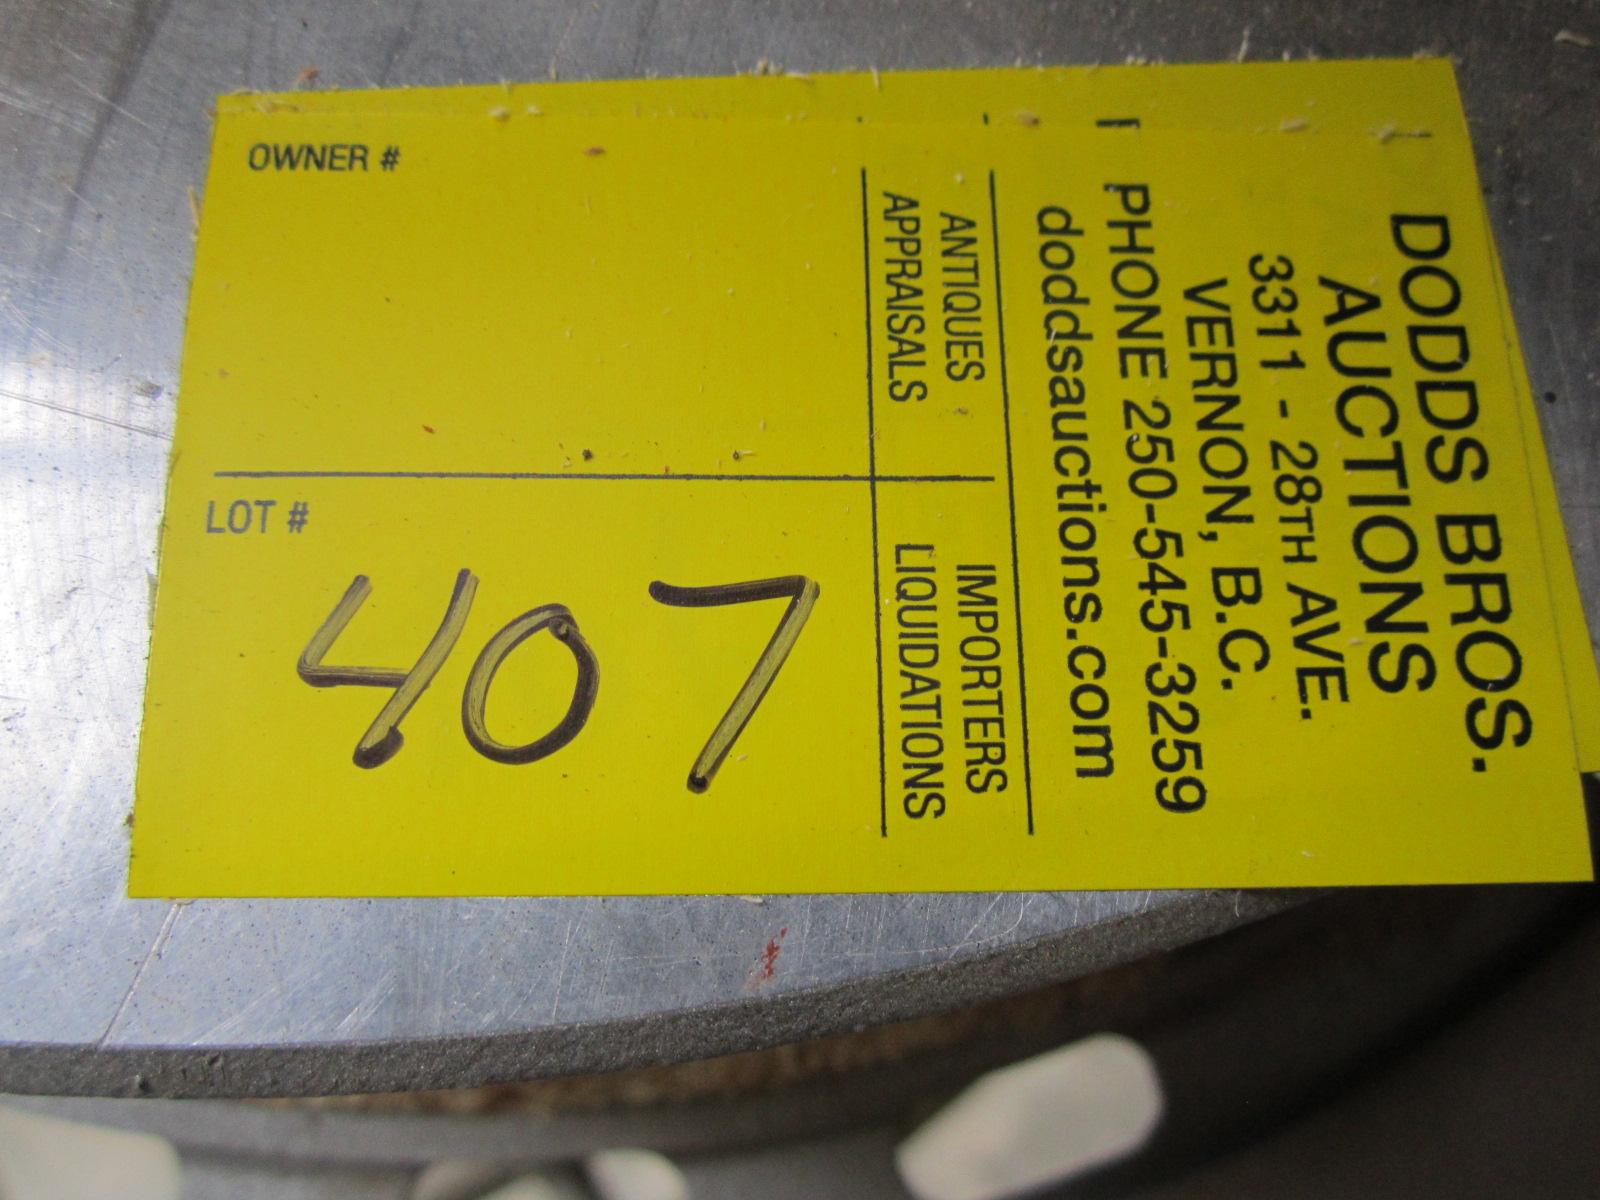 DODDS BROS.
AUCTIONS
3311 - 28TH AVE.
VERNON, B.C.
PHONE 250-545-3259
doddsauctions.com
ANTIQUES IMPORTERS
APPRAISALS LIQUIDATIONS
OWNER #
LOT #
407